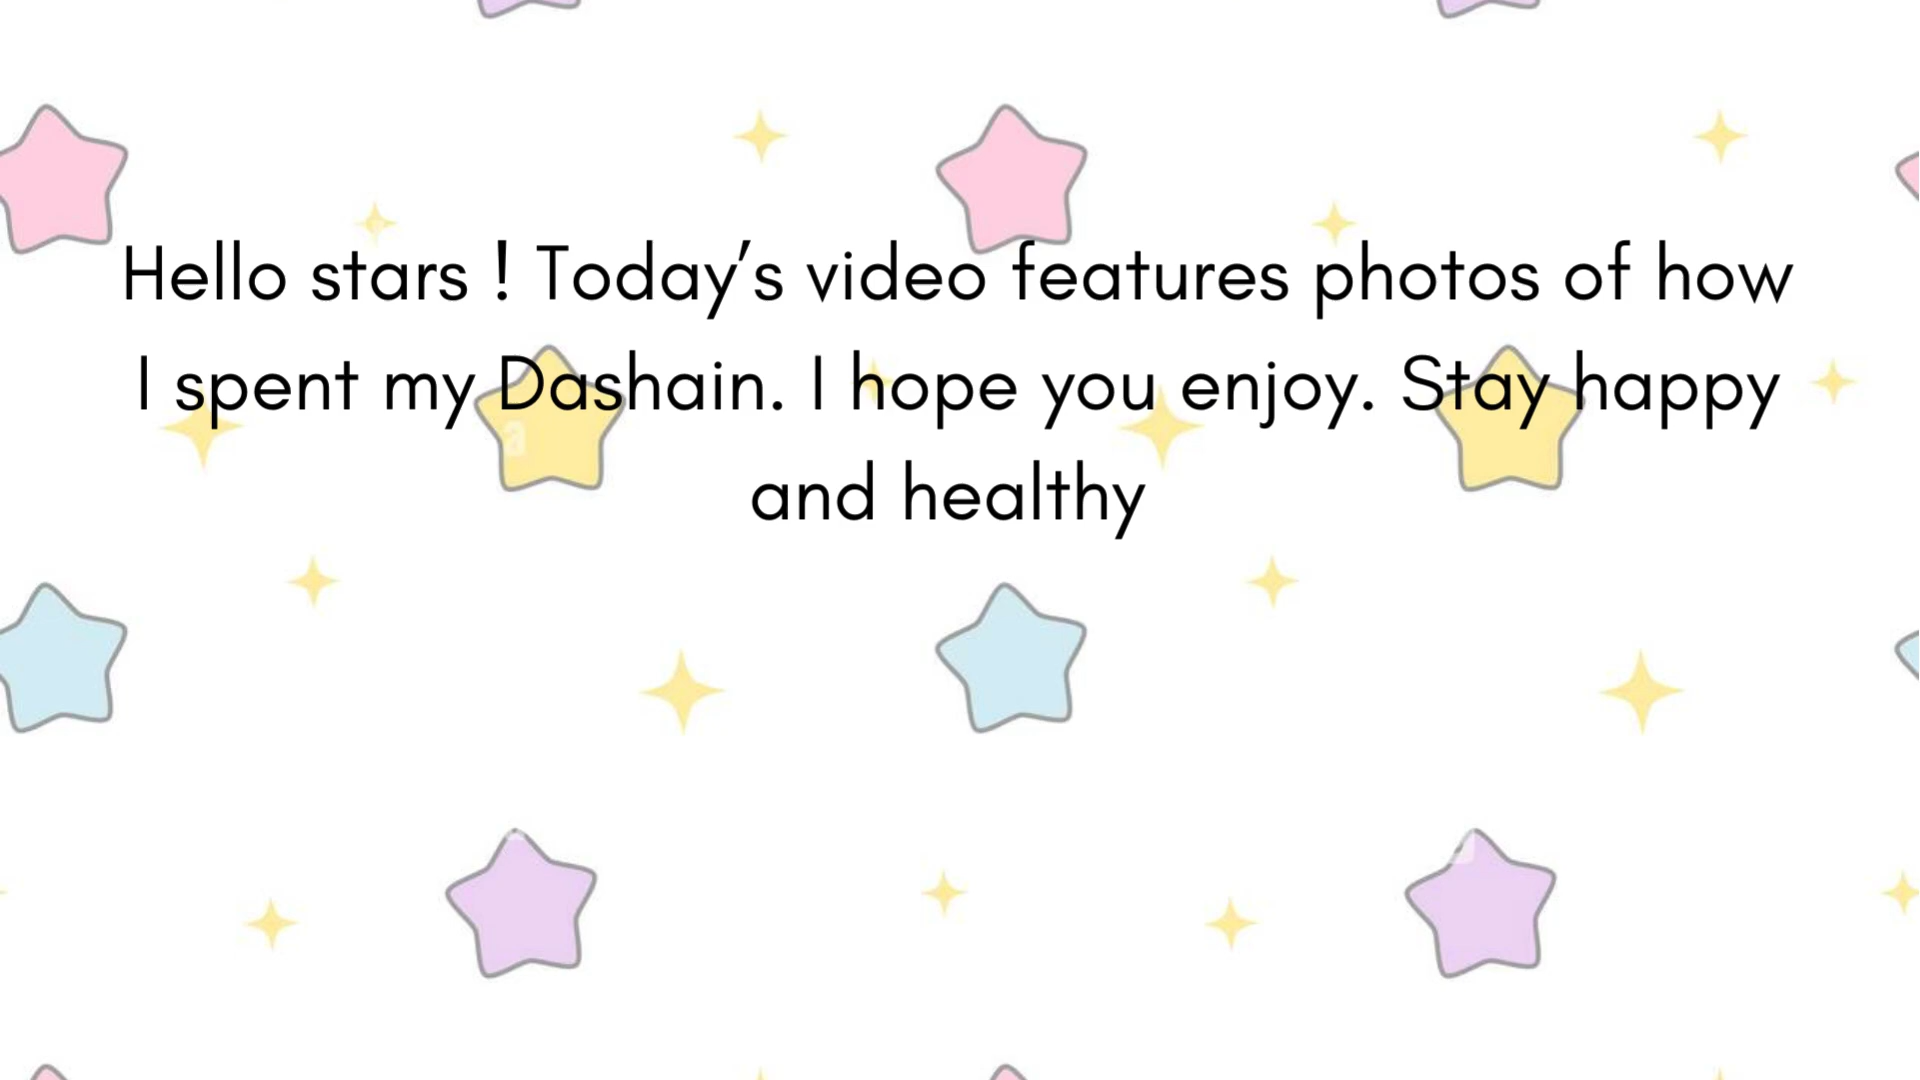 Hello stars ! Today’s video features photos of how
I spent my Dashain. I hope you enjoy. Stay happy
and healthy